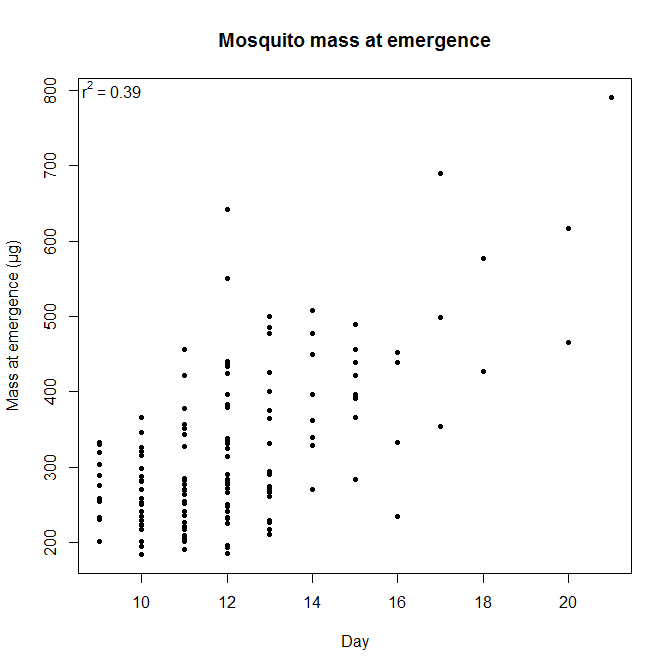 Mosquito mass at emergence
r² = 0.39
Mass at emergence (µg)
800
700
600
500
400
300
200
10 12 14 16 18 20
Day